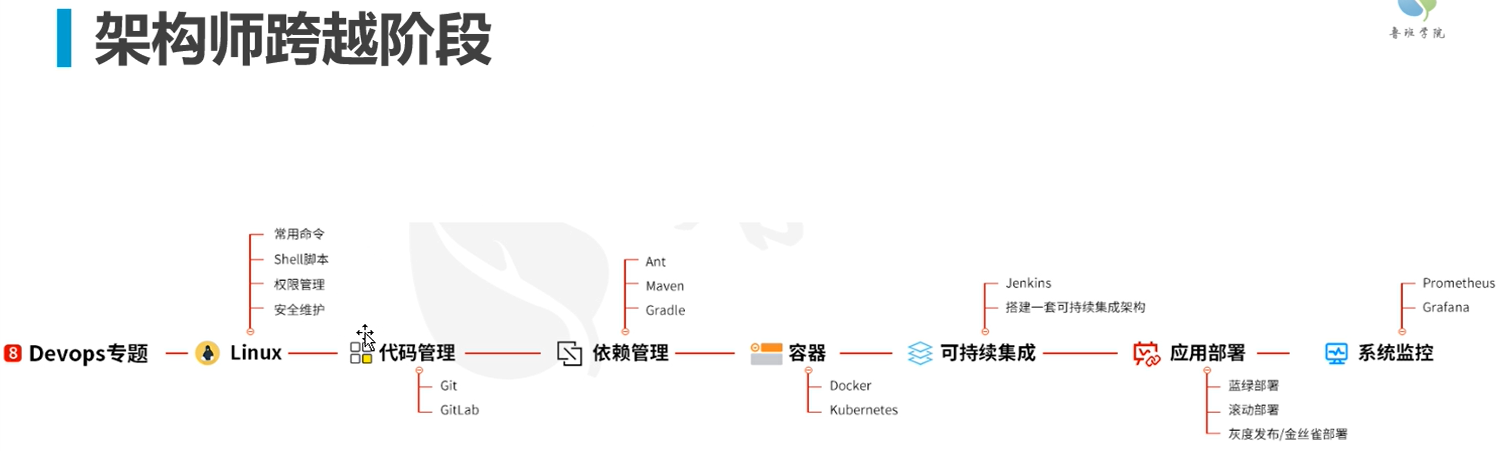 架构师跨越阶段
鲁班学院
8 Devops专题
Linux
常用命令
Shell脚本
权限管理
安全维护
代码管理
Git
GitLab
依赖管理
Ant
Maven
Gradle
容器
Docker
Kubernetes
可持续集成
Jenkins
搭建一套可持续集成架构
应用部署
蓝绿部署
滚动部署
灰度发布/金丝雀部署
系统监控
Prometheus
Grafana